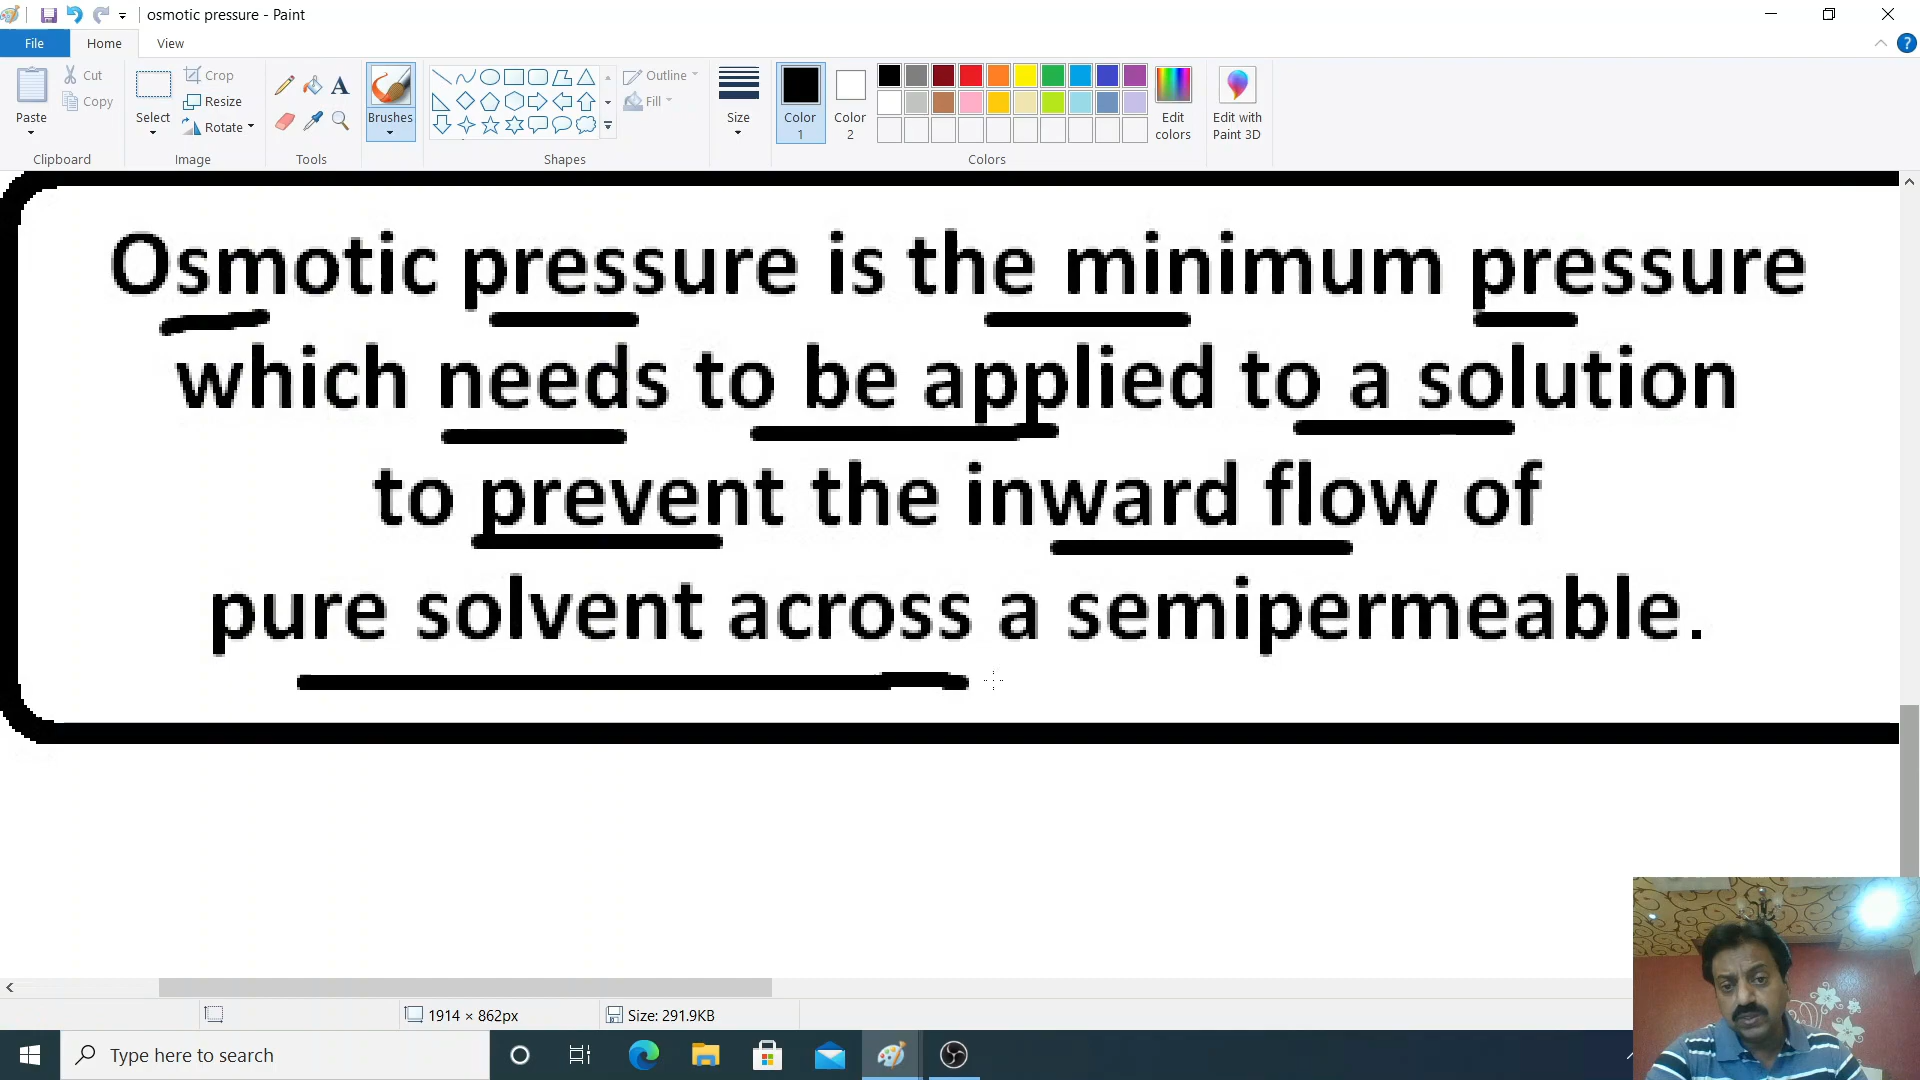 osmotic pressure - Paint
File Home View
Paste Cut Copy Select Crop Resize Rotate Brushes Outline Fill Size Color 1 Color 2 Edit colors Edit with Paint 3D
Clipboard Image Tools Shapes Colors
Osmotic pressure is the minimum pressure
which needs to be applied to a solution
to prevent the inward flow of
pure solvent across a semipermeable.
1914 × 862px Size: 291.9KB
Type here to search